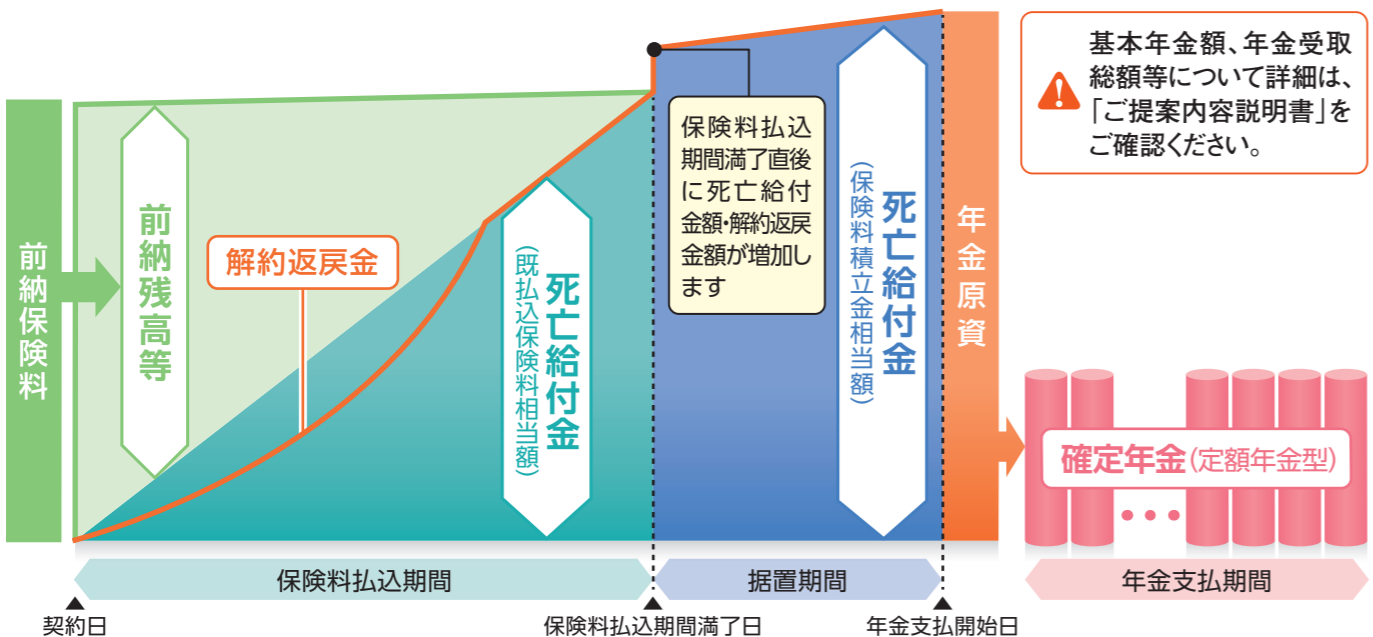 前納保険料
前納残高等
解約返戻金
死亡給付金
(既払込保険料相当額)
保険料払込
期間満了直後
に死亡給付
金額・解約返戻
金額が増加し
ます
死亡給付金
(保険料積立金相当額)
年金原資
基本年金額、年金受取
総額等について詳細は、
「ご提案内容説明書」を
ご確認ください。
確定年金(定額年金型)
保険料払込期間
据置期間
年金支払期間
契約日
保険料払込期間満了日
年金支払開始日